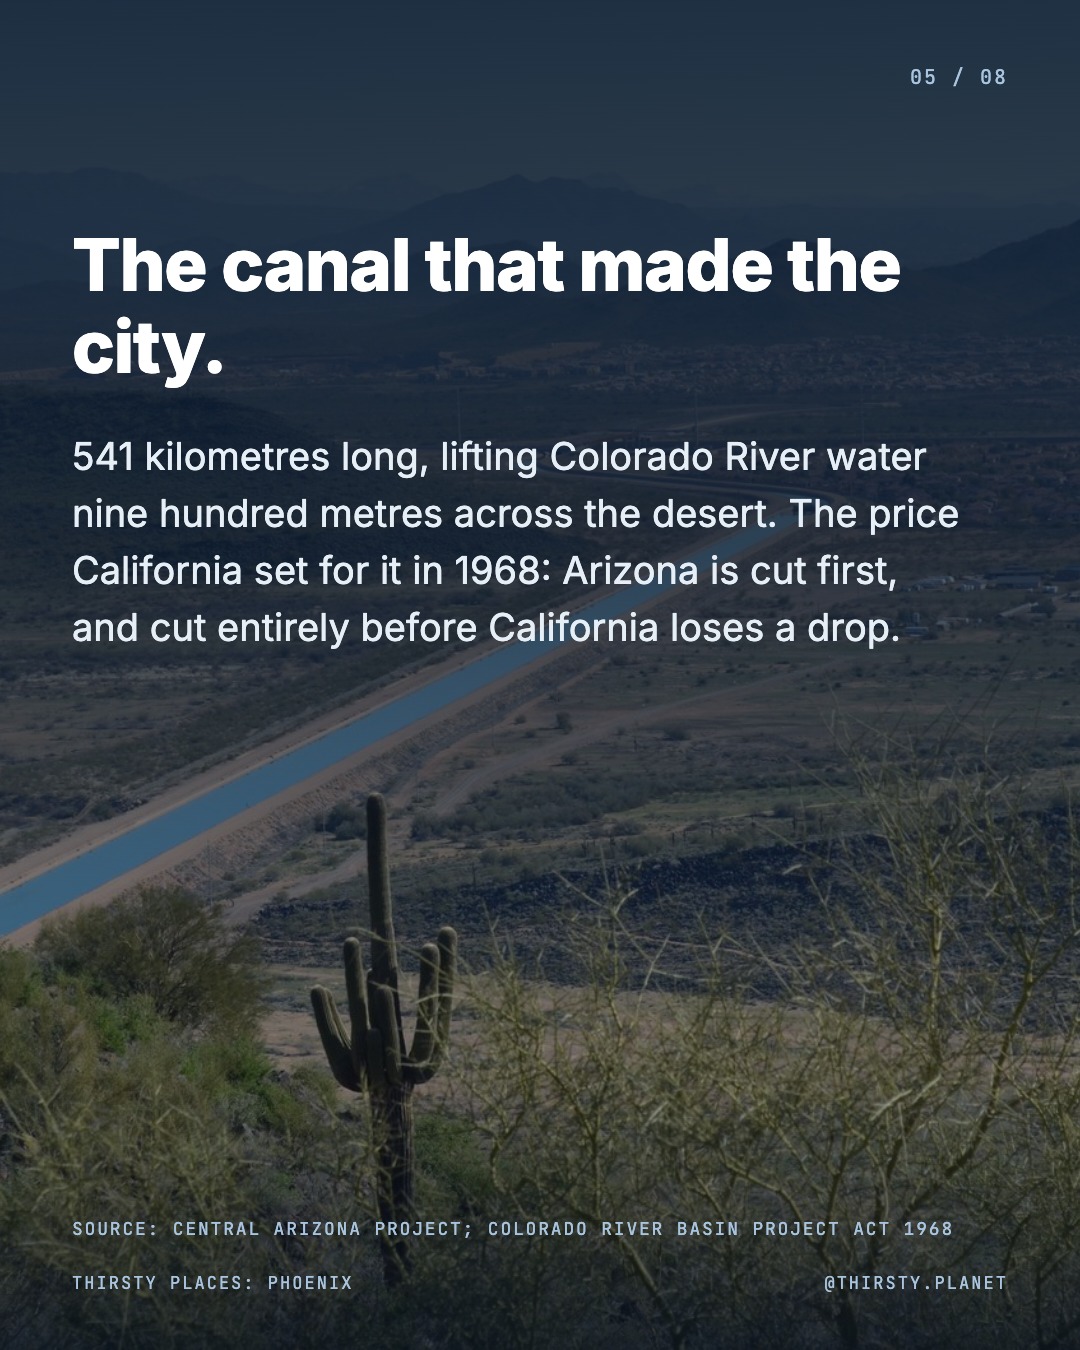 05 / 08
The canal that made the
city.
541 kilometres long, lifting Colorado River water
nine hundred metres across the desert. The price
California set for it in 1968: Arizona is cut first,
and cut entirely before California loses a drop.
SOURCE: CENTRAL ARIZONA PROJECT; COLORADO RIVER BASIN PROJECT ACT 1968
THIRSTY PLACES: PHOENIX
@THIRSTY.PLANET